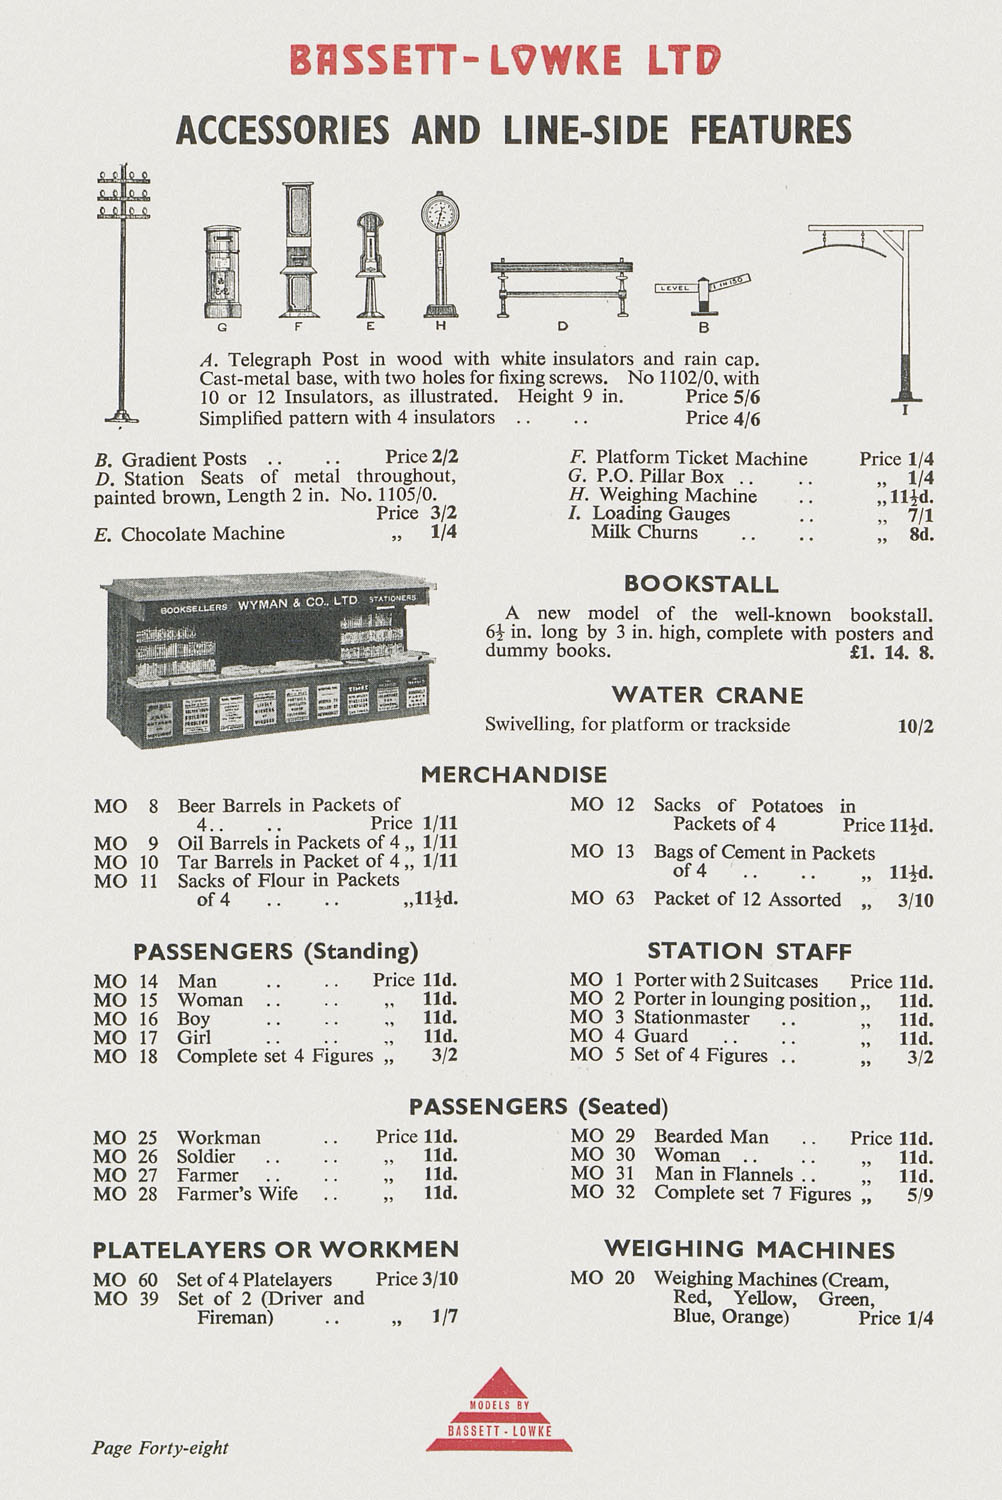 BASSETT-LOWKE LTD
ACCESSORIES AND LINE-SIDE FEATURES
G F E H D B I
LEVEL 1 IN 150
A. Telegraph Post in wood with white insulators and rain cap.
Cast-metal base, with two holes for fixing screws. No 1102/0, with
10 or 12 Insulators, as illustrated. Height 9 in. Price 5/6
Simplified pattern with 4 insulators .. .. Price 4/6
B. Gradient Posts .. .. Price 2/2
D. Station Seats of metal throughout,
painted brown, Length 2 in. No. 1105/0.
Price 3/2
E. Chocolate Machine ,, 1/4
F. Platform Ticket Machine Price 1/4
G. P.O. Pillar Box .. .. ,, 1/4
H. Weighing Machine .. ,, 11½d.
I. Loading Gauges .. ,, 7/1
Milk Churns .. .. ,, 8d.
BOOKSELLERS WYMAN & CO., LTD STATIONERS
TIMES
BOOKSTALL
A new model of the well-known bookstall.
6½ in. long by 3 in. high, complete with posters and
dummy books. £1. 14. 8.
WATER CRANE
Swivelling, for platform or trackside 10/2
MERCHANDISE
MO 8 Beer Barrels in Packets of
4.. .. Price 1/11
MO 9 Oil Barrels in Packets of 4 ,, 1/11
MO 10 Tar Barrels in Packet of 4 ,, 1/11
MO 11 Sacks of Flour in Packets
of 4 .. .. ,, 11½d.
MO 12 Sacks of Potatoes in
Packets of 4 Price 11½d.
MO 13 Bags of Cement in Packets
of 4 .. .. ,, 11½d.
MO 63 Packet of 12 Assorted ,, 3/10
PASSENGERS (Standing)
MO 14 Man .. .. Price 11d.
MO 15 Woman .. .. ,, 11d.
MO 16 Boy .. .. ,, 11d.
MO 17 Girl .. .. ,, 11d.
MO 18 Complete set 4 Figures ,, 3/2
STATION STAFF
MO 1 Porter with 2 Suitcases Price 11d.
MO 2 Porter in lounging position ,, 11d.
MO 3 Stationmaster .. ,, 11d.
MO 4 Guard .. .. ,, 11d.
MO 5 Set of 4 Figures .. ,, 3/2
PASSENGERS (Seated)
MO 25 Workman .. Price 11d.
MO 26 Soldier .. .. ,, 11d.
MO 27 Farmer .. .. ,, 11d.
MO 28 Farmer's Wife .. ,, 11d.
MO 29 Bearded Man .. Price 11d.
MO 30 Woman .. .. ,, 11d.
MO 31 Man in Flannels .. ,, 11d.
MO 32 Complete set 7 Figures ,, 5/9
PLATELAYERS OR WORKMEN
MO 60 Set of 4 Platelayers Price 3/10
MO 39 Set of 2 (Driver and
Fireman) .. ,, 1/7
WEIGHING MACHINES
MO 20 Weighing Machines (Cream,
Red, Yellow, Green,
Blue, Orange) Price 1/4
MODELS BY
BASSETT-LOWKE
Page Forty-eight